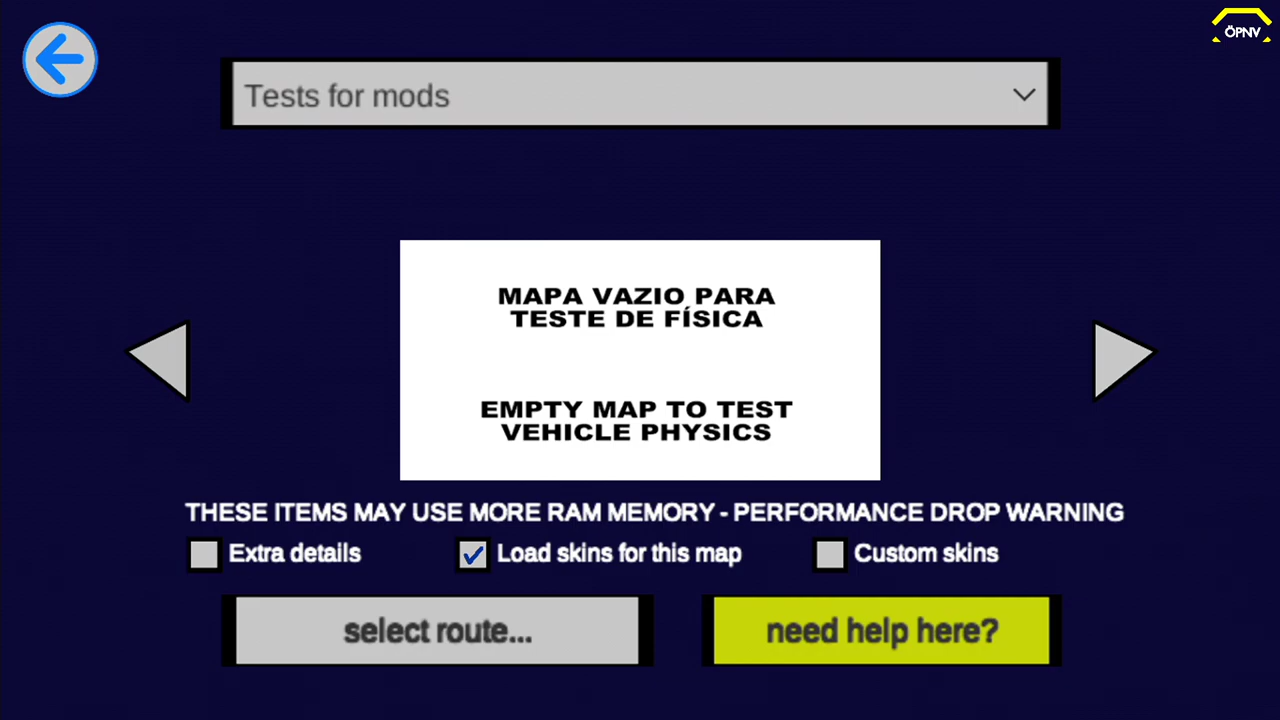 ÖPNV
Tests for mods
MAPA VAZIO PARA
TESTE DE FÍSICA
EMPTY MAP TO TEST
VEHICLE PHYSICS
THESE ITEMS MAY USE MORE RAM MEMORY - PERFORMANCE DROP WARNING
Extra details
Load skins for this map
Custom skins
select route...
need help here?